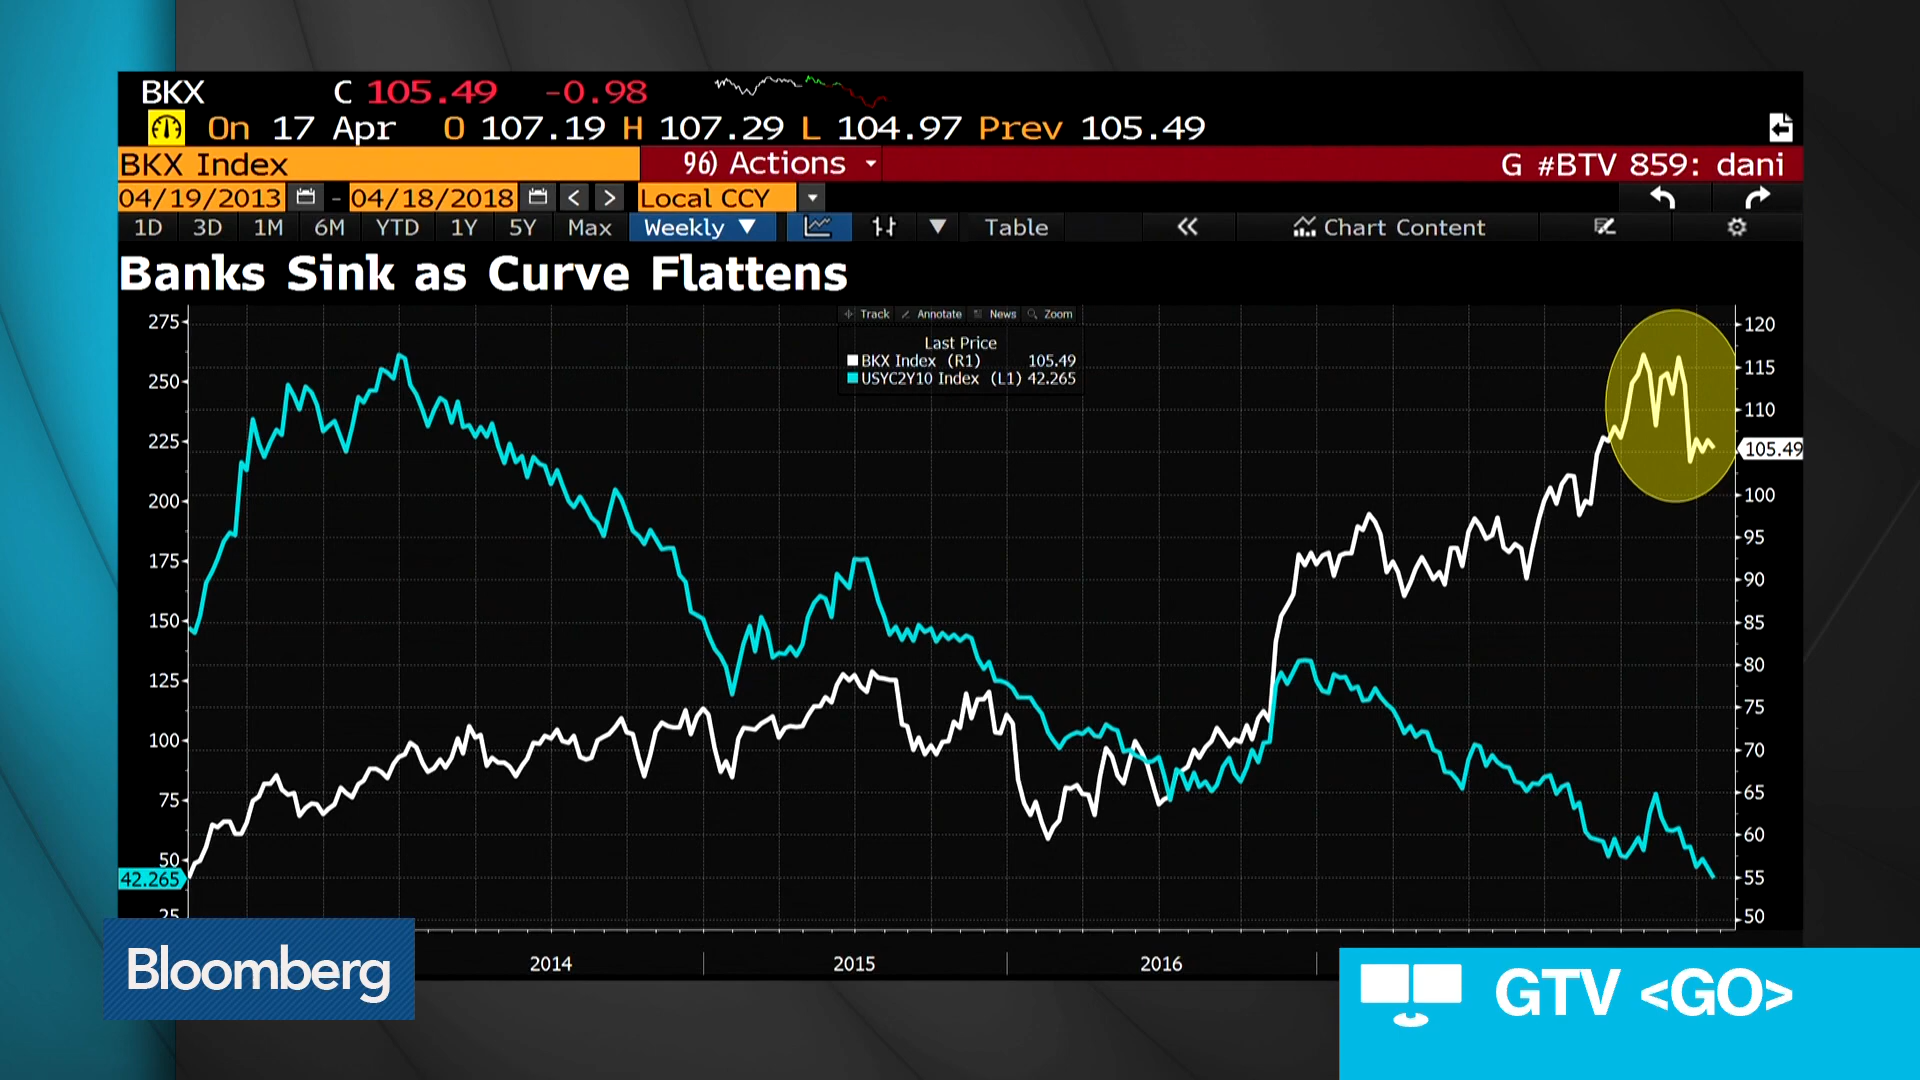 BKX C 105.49 -0.98
On 17 Apr O 107.19 H 107.29 L 104.97 Prev 105.49
BKX Index 96) Actions G #BTV 859: dani
04/19/2013 - 04/18/2018 < > Local CCY
1D 3D 1M 6M YTD 1Y 5Y Max Weekly ▼ Table « Chart Content
Banks Sink as Curve Flattens
Track Annotate News Zoom
Last Price
BKX Index (R1) 105.49
USYC2Y10 Index (L1) 42.265
275
250
225
200
175
150
125
100
75
50
42.265
25
120
115
110
105.49
100
95
90
85
80
75
70
65
60
55
50
2014 2015 2016
Bloomberg
GTV <GO>